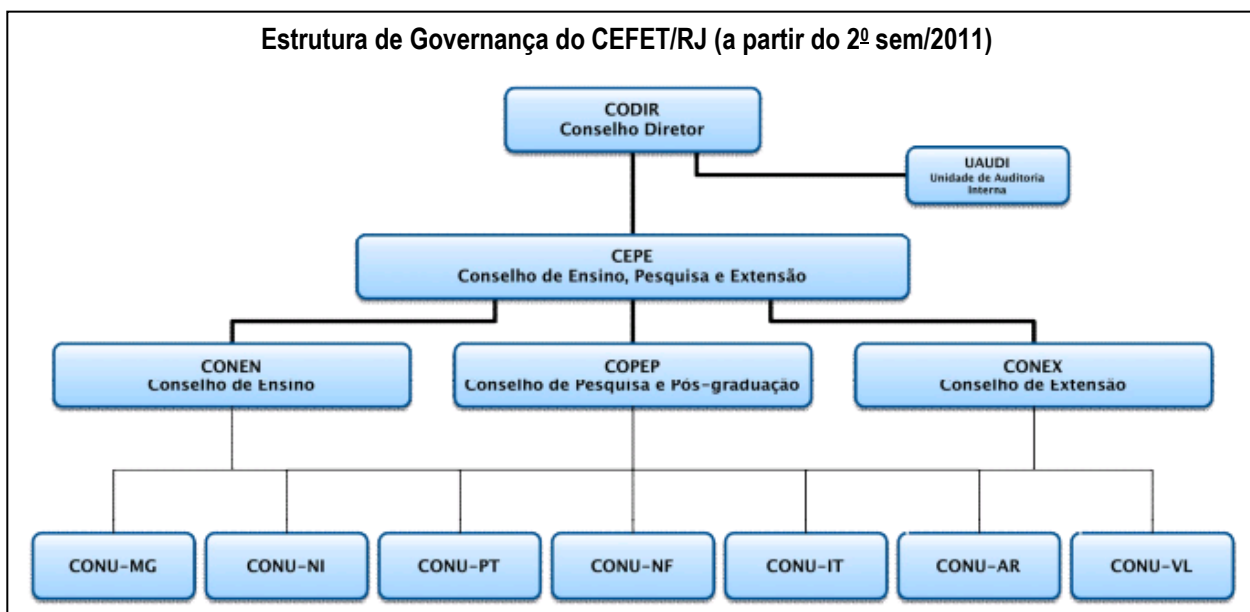 Estrutura de Governança do CEFET/RJ (a partir do 2º sem/2011)
CODIR
Conselho Diretor
UAUDI
Unidade de Auditoria
Interna
CEPE
Conselho de Ensino, Pesquisa e Extensão
CONEN
Conselho de Ensino
COPEP
Conselho de Pesquisa e Pós-graduação
CONEX
Conselho de Extensão
CONU-MG
CONU-NI
CONU-PT
CONU-NF
CONU-IT
CONU-AR
CONU-VL